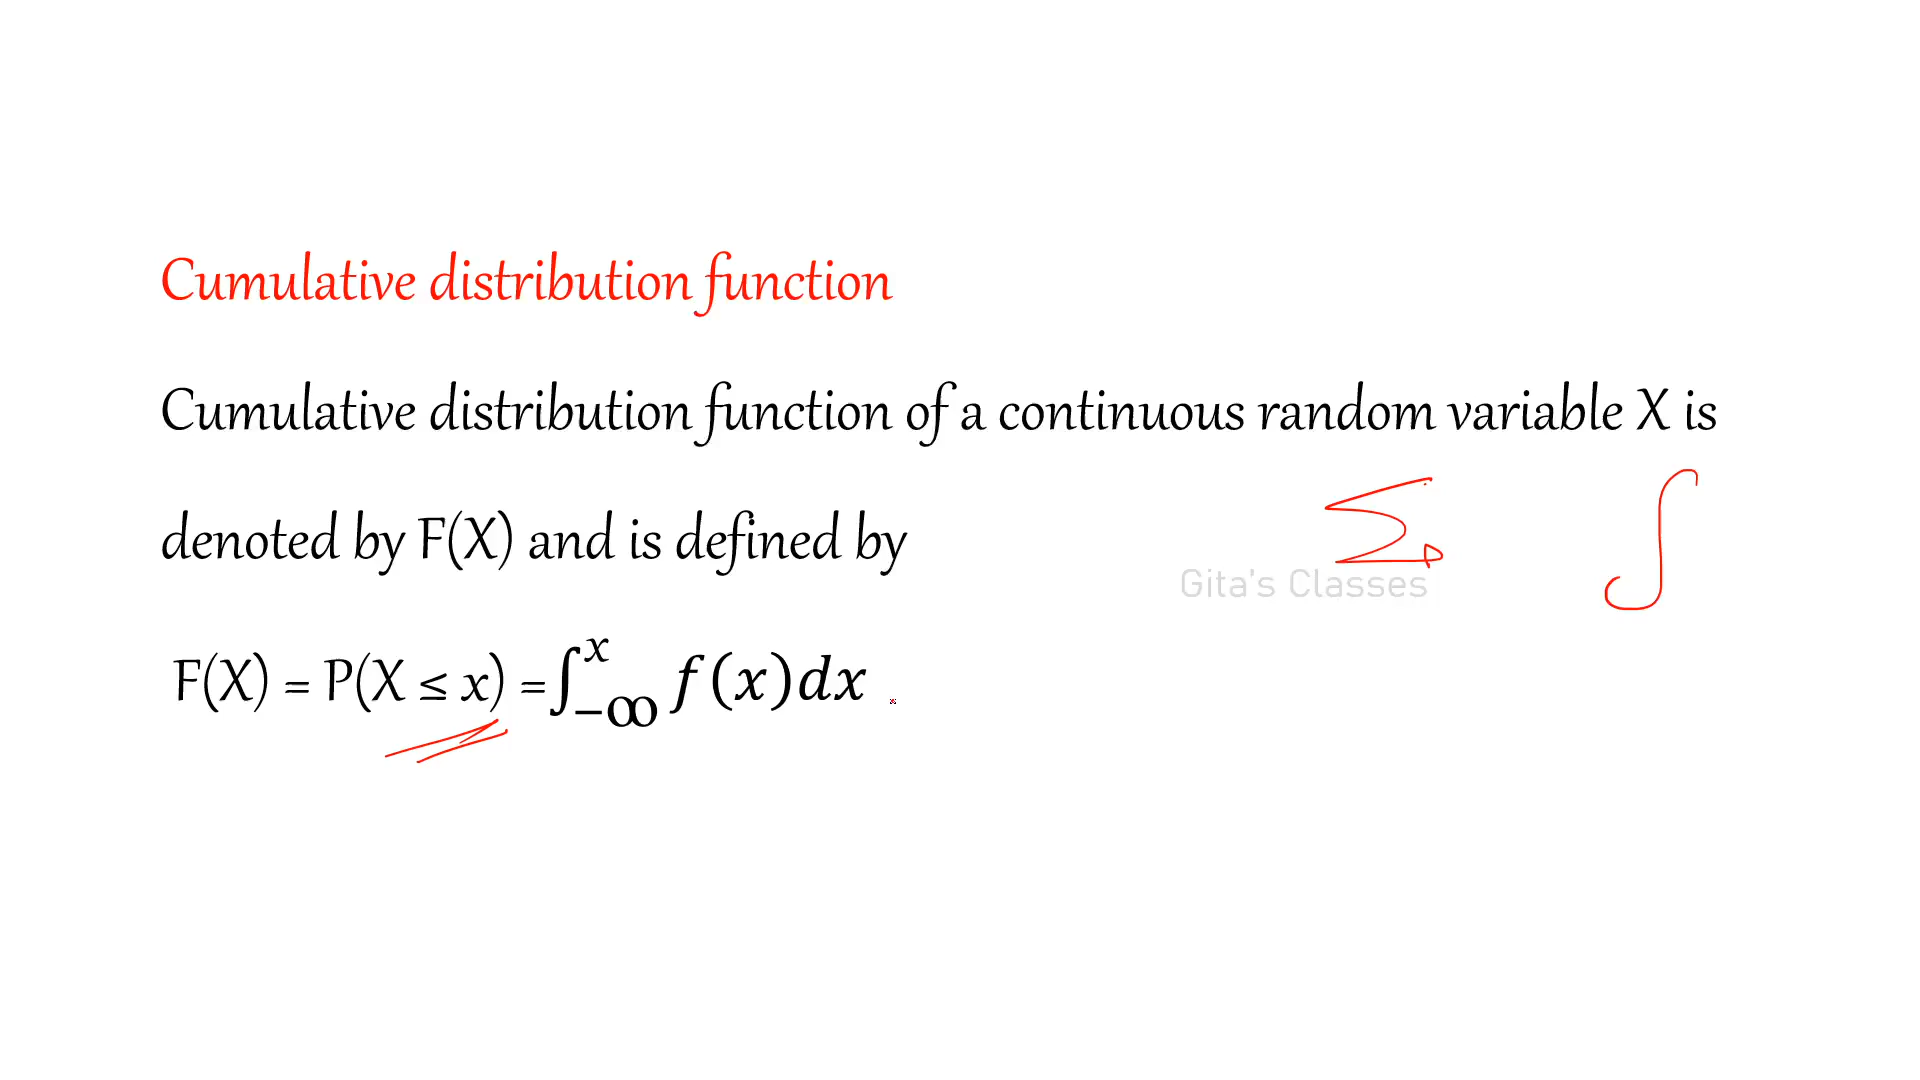 Cumulative distribution function
Cumulative distribution function of a continuous random variable X is
∑ ∫
denoted by F(X) and is defined by
Gita's Classes
F(X) = P(X ≤ x) = ∫_{-∞}^{x} f(x)dx